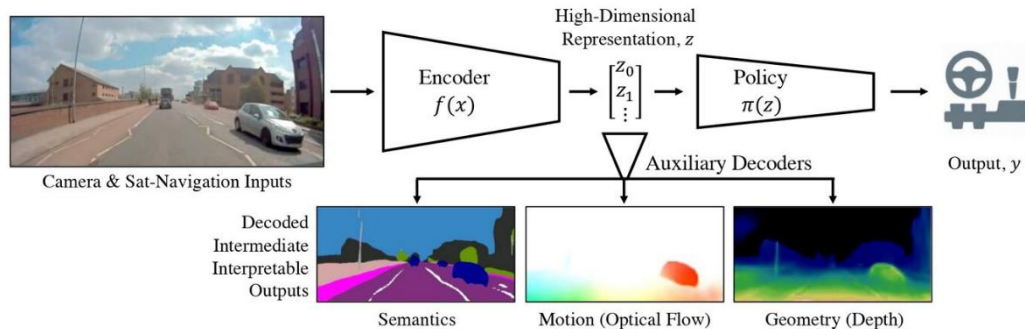 High-Dimensional
Representation, z
Encoder
f(x)
[z₀
z₁
⋮]
Policy
π(z)
Camera & Sat-Navigation Inputs
Auxiliary Decoders
Output, y
Decoded
Intermediate
Interpretable
Outputs
Semantics
Motion (Optical Flow)
Geometry (Depth)